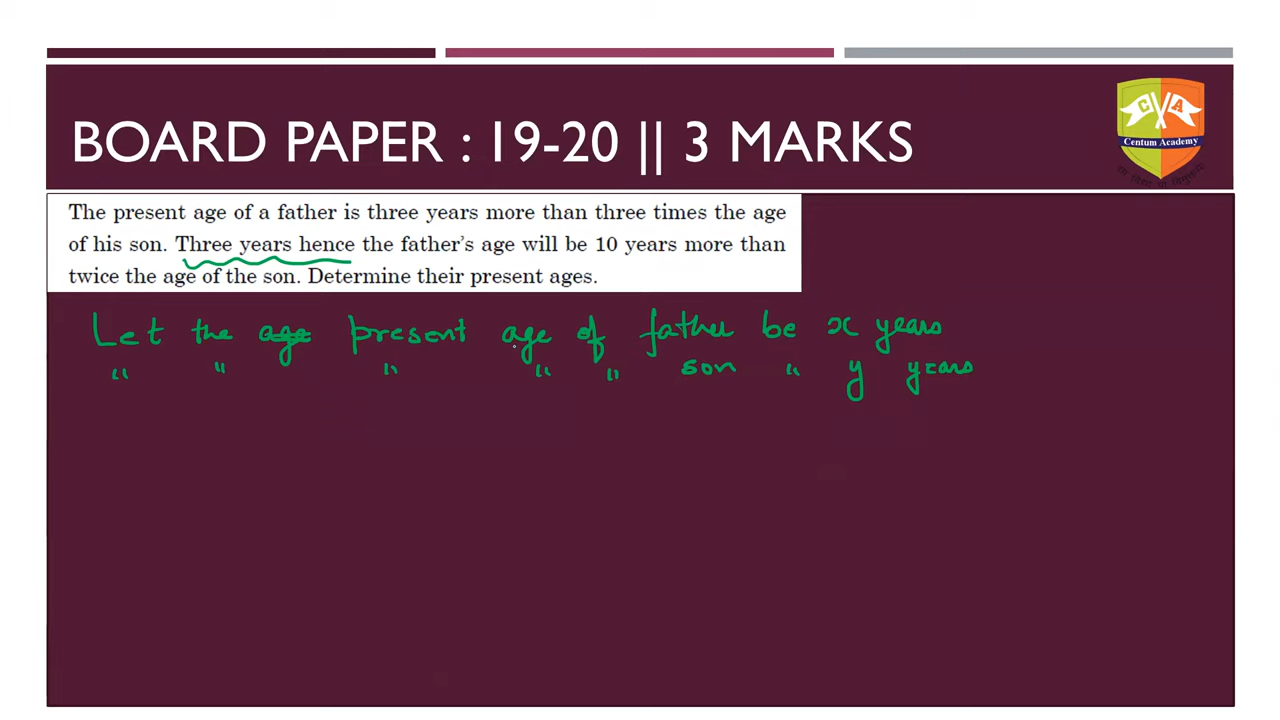 BOARD PAPER : 19-20 || 3 MARKS
C A
Centum Academy
The present age of a father is three years more than three times the age
of his son. Three years hence the father's age will be 10 years more than
twice the age of the son. Determine their present ages.
Let the age present age of father be x years
" " " " " son " y years